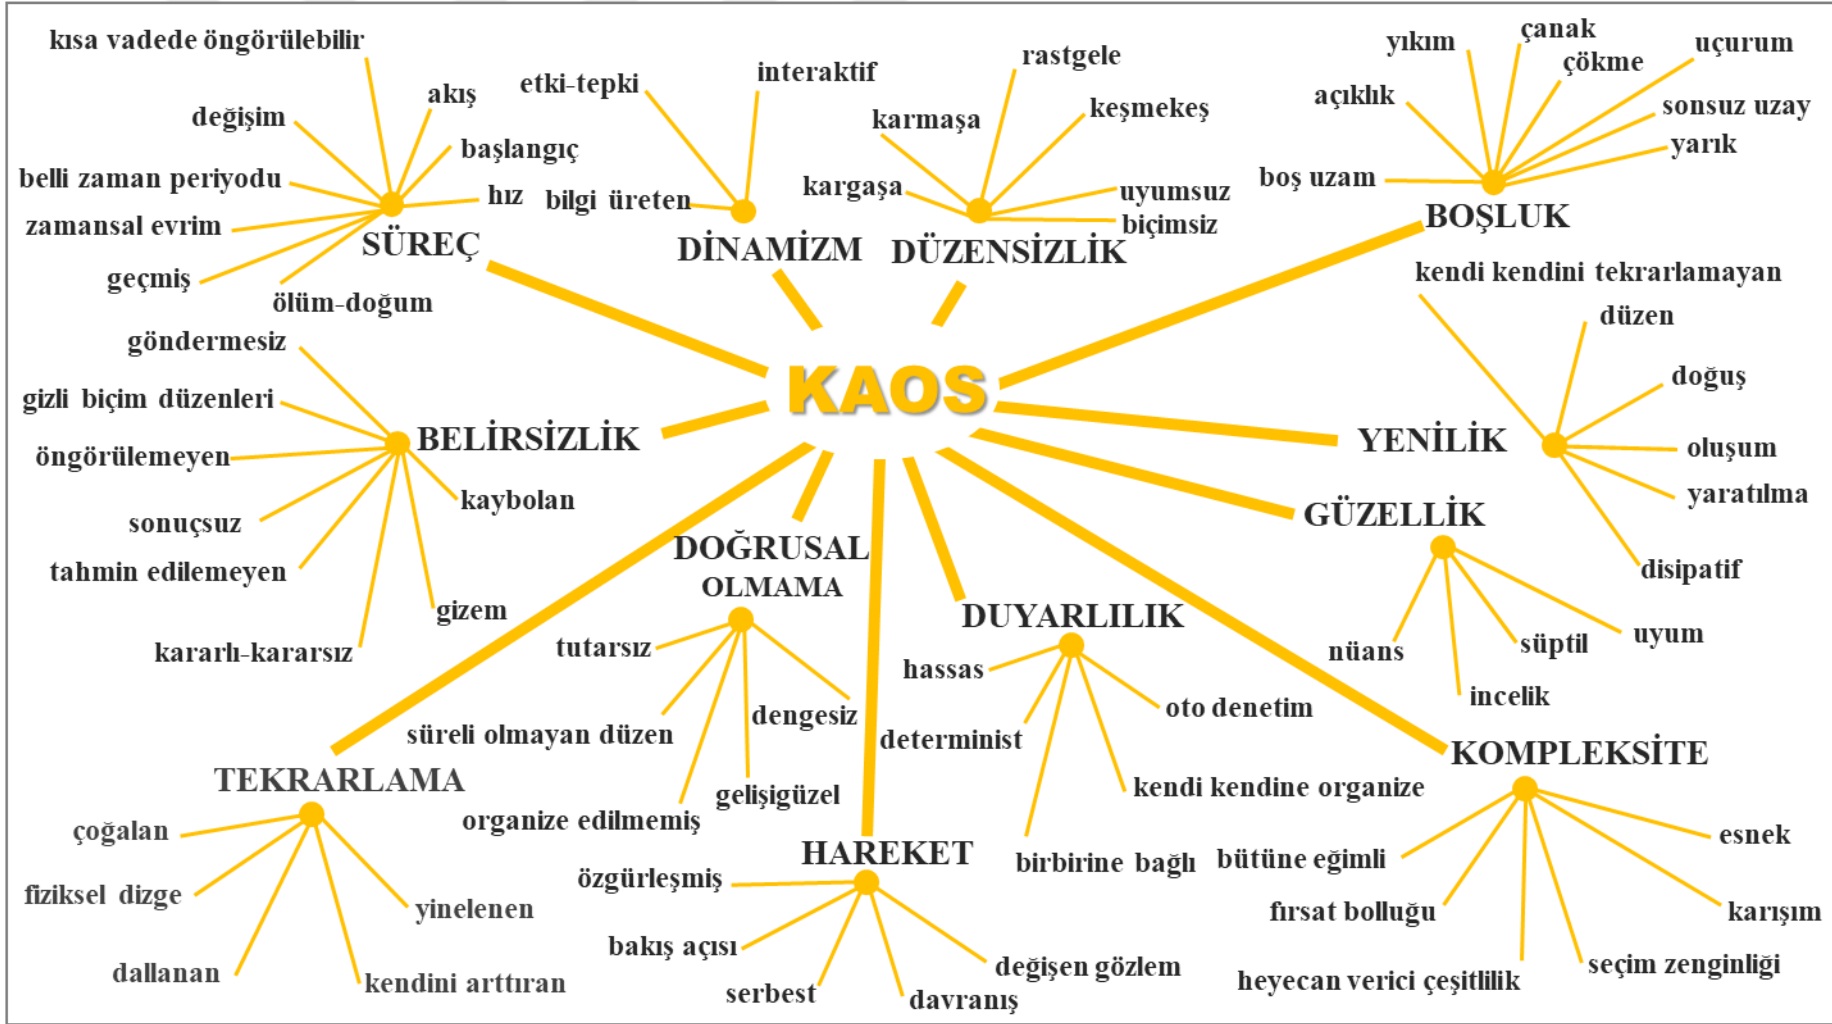 kısa vadede öngörülebilir
değişim
akış
başlangıç
belli zaman periyodu
hız
zamansal evrim
geçmiş
ölüm-doğum
SÜREÇ
etki-tepki
interaktif
bilgi üreten
DİNAMİZM
rastgele
karmaşa
keşmekeş
kargaşa
uyumsuz
biçimsiz
DÜZENSİZLİK
yıkım
çanak
uçurum
çökme
açıklık
sonsuz uzay
yarık
boş uzam
BOŞLUK
KAOS
göndermesiz
gizli biçim düzenleri
öngörülemeyen
BELİRSİZLİK
kaybolan
sonuçsuz
tahmin edilemeyen
gizem
kararlı-kararsız
kendi kendini tekrarlamayan
düzen
doğuş
YENİLİK
oluşum
yaratılma
disipatif
GÜZELLİK
nüans
süptil
uyum
incelik
DOĞRUSAL
OLMAMA
tutarsız
dengesiz
süreli olmayan düzen
gelişigüzel
organize edilmemiş
DUYARLILIK
hassas
oto denetim
determinist
kendi kendine organize
birbirine bağlı
TEKRARLAMA
çoğalan
fiziksel dizge
yinelenen
dallanan
kendini arttıran
HAREKET
özgürleşmiş
bakış açısı
değişen gözlem
serbest
davranış
KOMPLEKSİTE
esnek
bütüne eğimli
fırsat bolluğu
karışım
seçim zenginliği
heyecan verici çeşitlilik